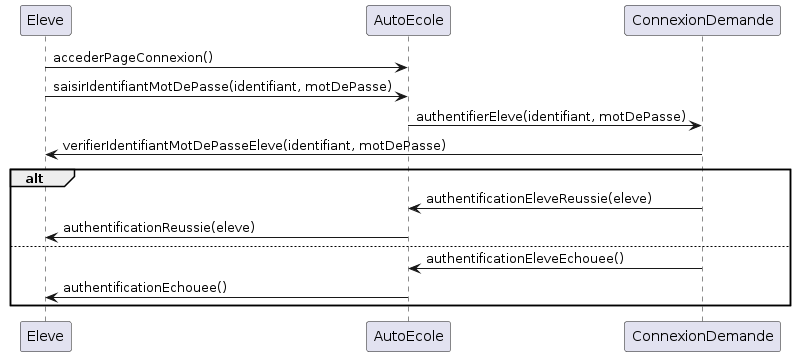 Eleve AutoEcole ConnexionDemande
accederPageConnexion()
saisirIdentifiantMotDePasse(identifiant, motDePasse)
authentifierEleve(identifiant, motDePasse)
verifierIdentifiantMotDePasseEleve(identifiant, motDePasse)
alt
authentificationEleveReussie(eleve)
authentificationReussie(eleve)
authentificationEleveEchouee()
authentificationEchouee()
Eleve AutoEcole ConnexionDemande